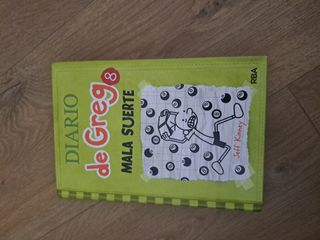 DIARIO
de Greg 8
MALA SUERTE
Jeff Kinney
RBA